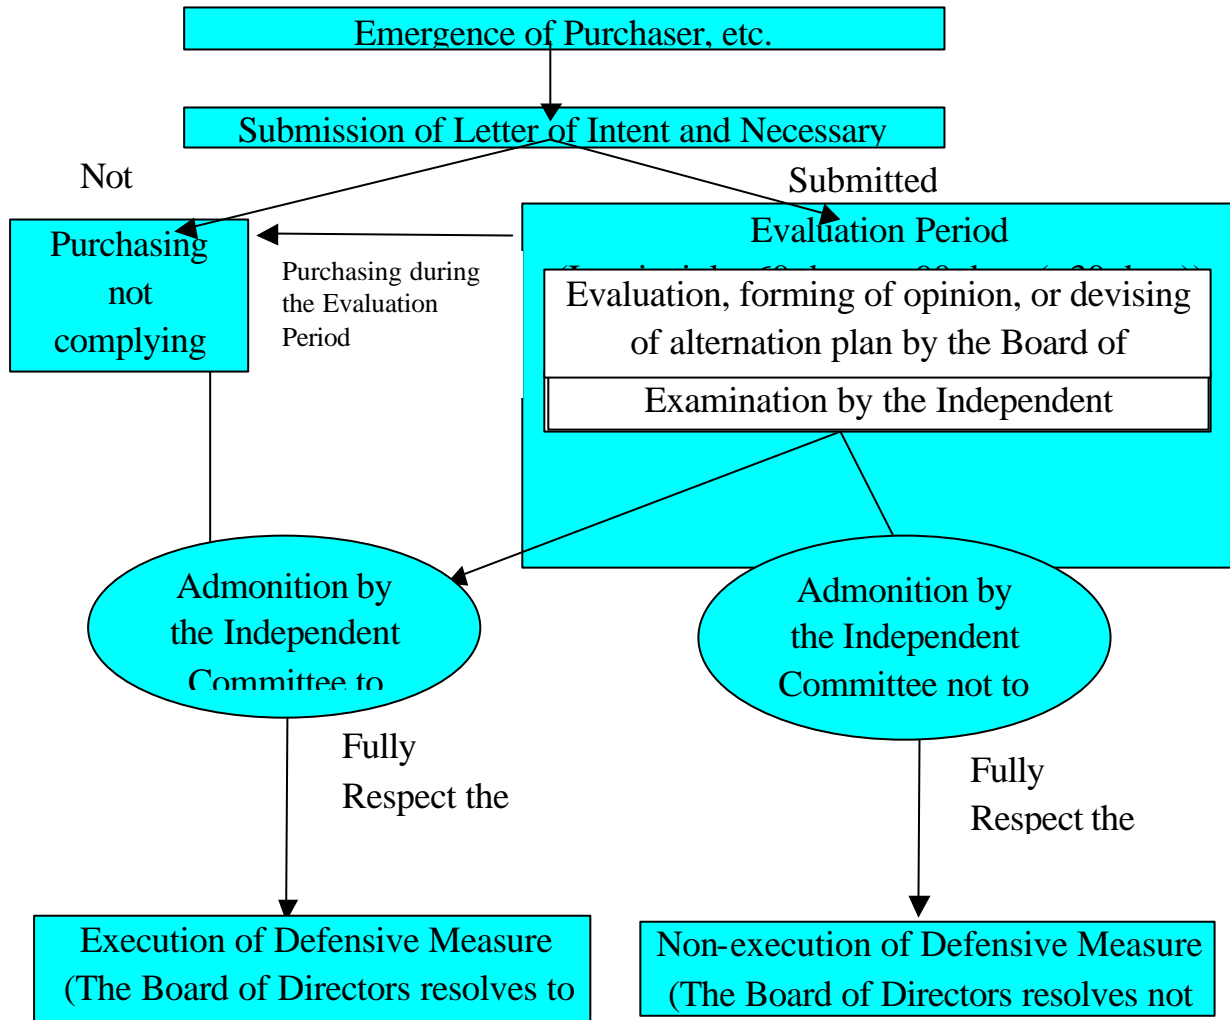 Emergence of Purchaser, etc.
Submission of Letter of Intent and Necessary
Not
Submitted
Purchasing
not
complying
Purchasing during
the Evaluation
Period
Evaluation Period
Evaluation, forming of opinion, or devising
of alternation plan by the Board of
Examination by the Independent
Admonition by
the Independent
Committee to
Admonition by
the Independent
Committee not to
Fully
Respect the
Fully
Respect the
Execution of Defensive Measure
(The Board of Directors resolves to
Non-execution of Defensive Measure
(The Board of Directors resolves not